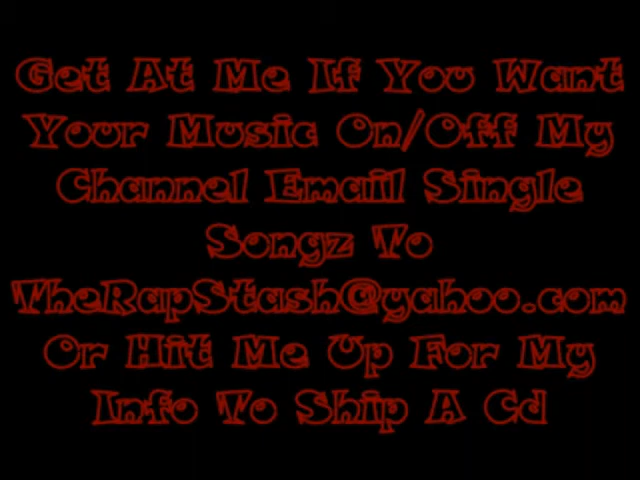 Get At Me If You Want
Your Music On/Off My
Channel Email Single
Songz To
TheRapStash@yahoo.com
Or Hit Me Up For My
Info To Ship A Cd